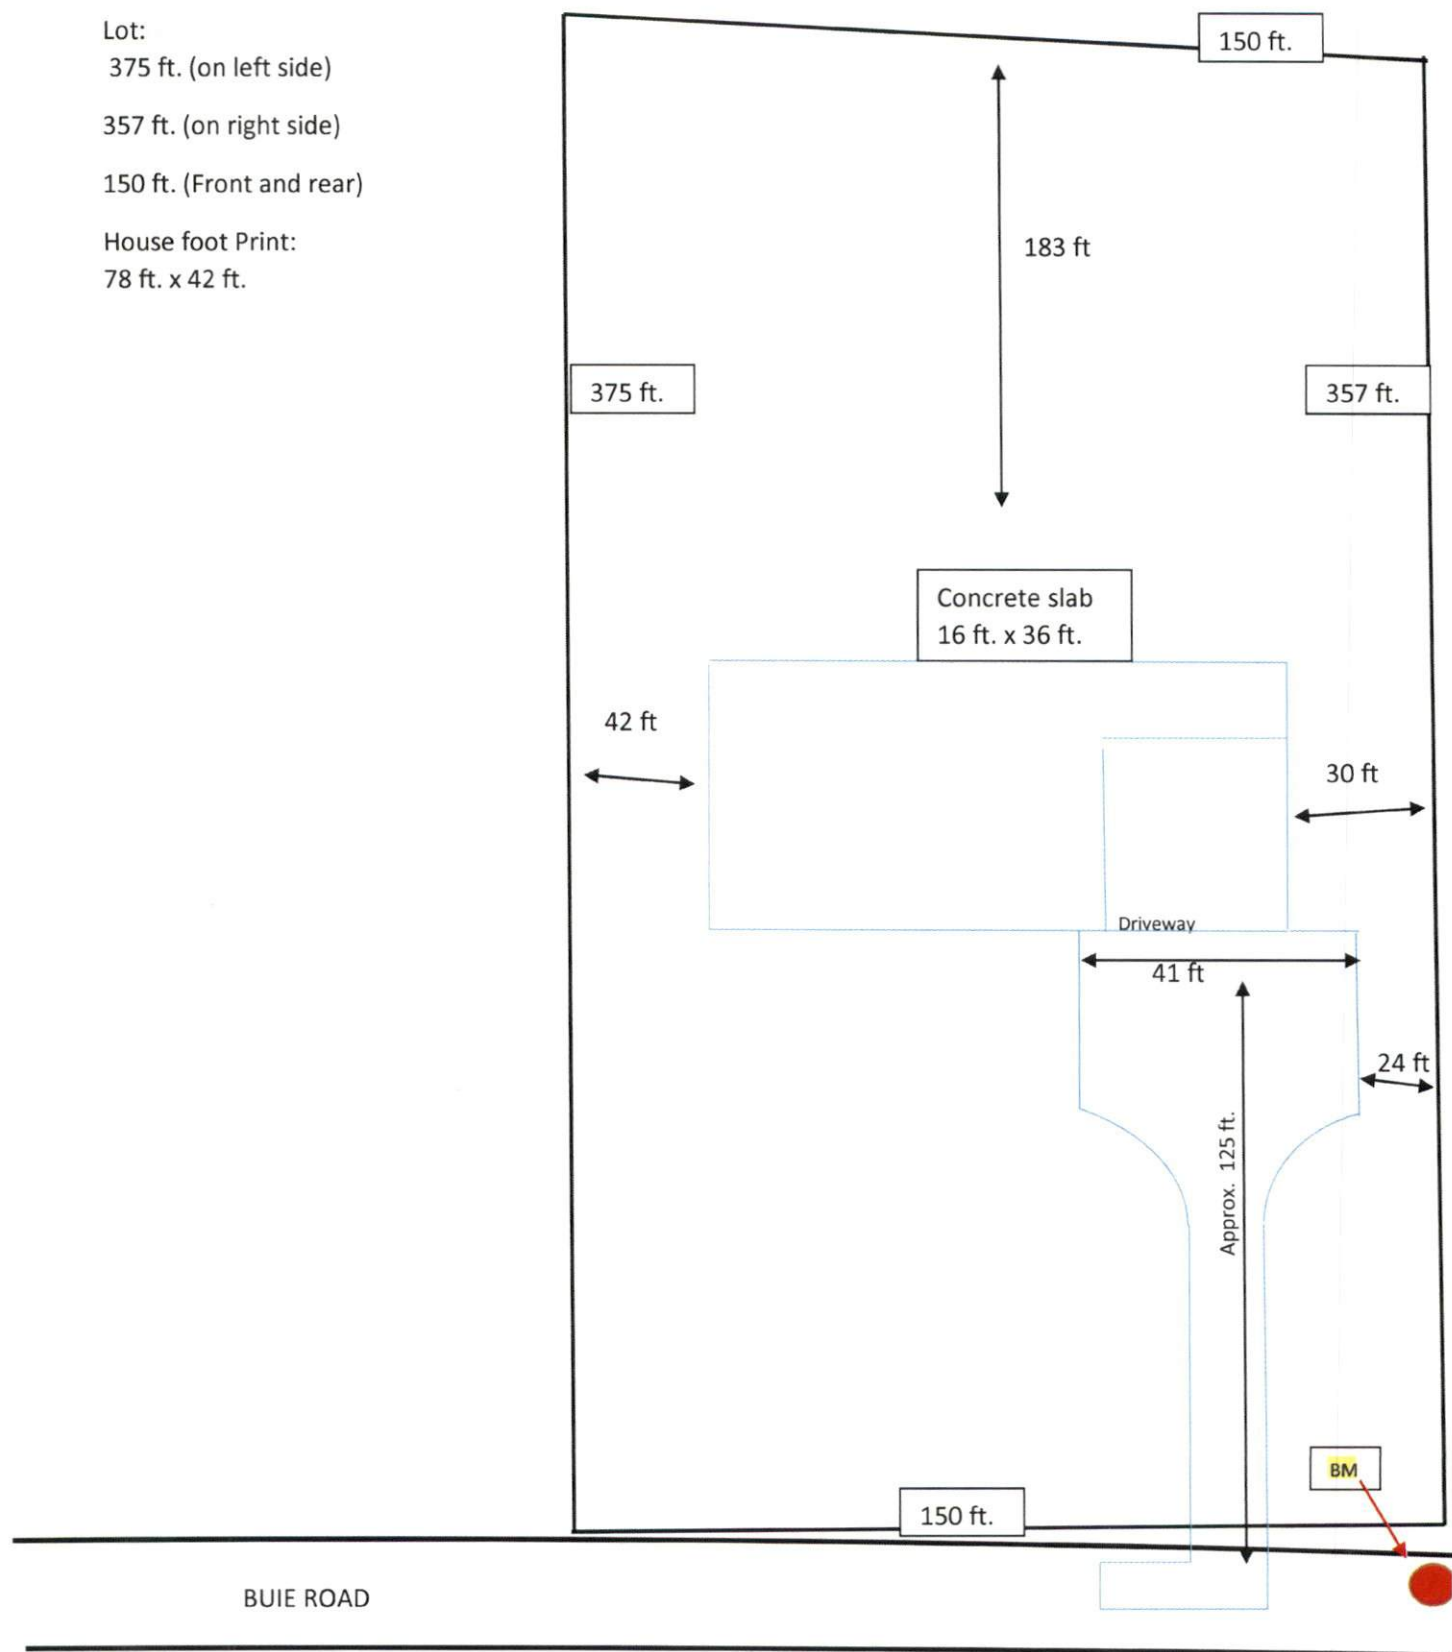 Lot:
375 ft. (on left side)
357 ft. (on right side)
150 ft. (Front and rear)
House foot Print:
78 ft. x 42 ft.
150 ft.
183 ft
375 ft.
357 ft.
Concrete slab
16 ft. x 36 ft.
42 ft
30 ft
Driveway
41 ft
24 ft
Approx. 125 ft.
BM
150 ft.
BUIE ROAD